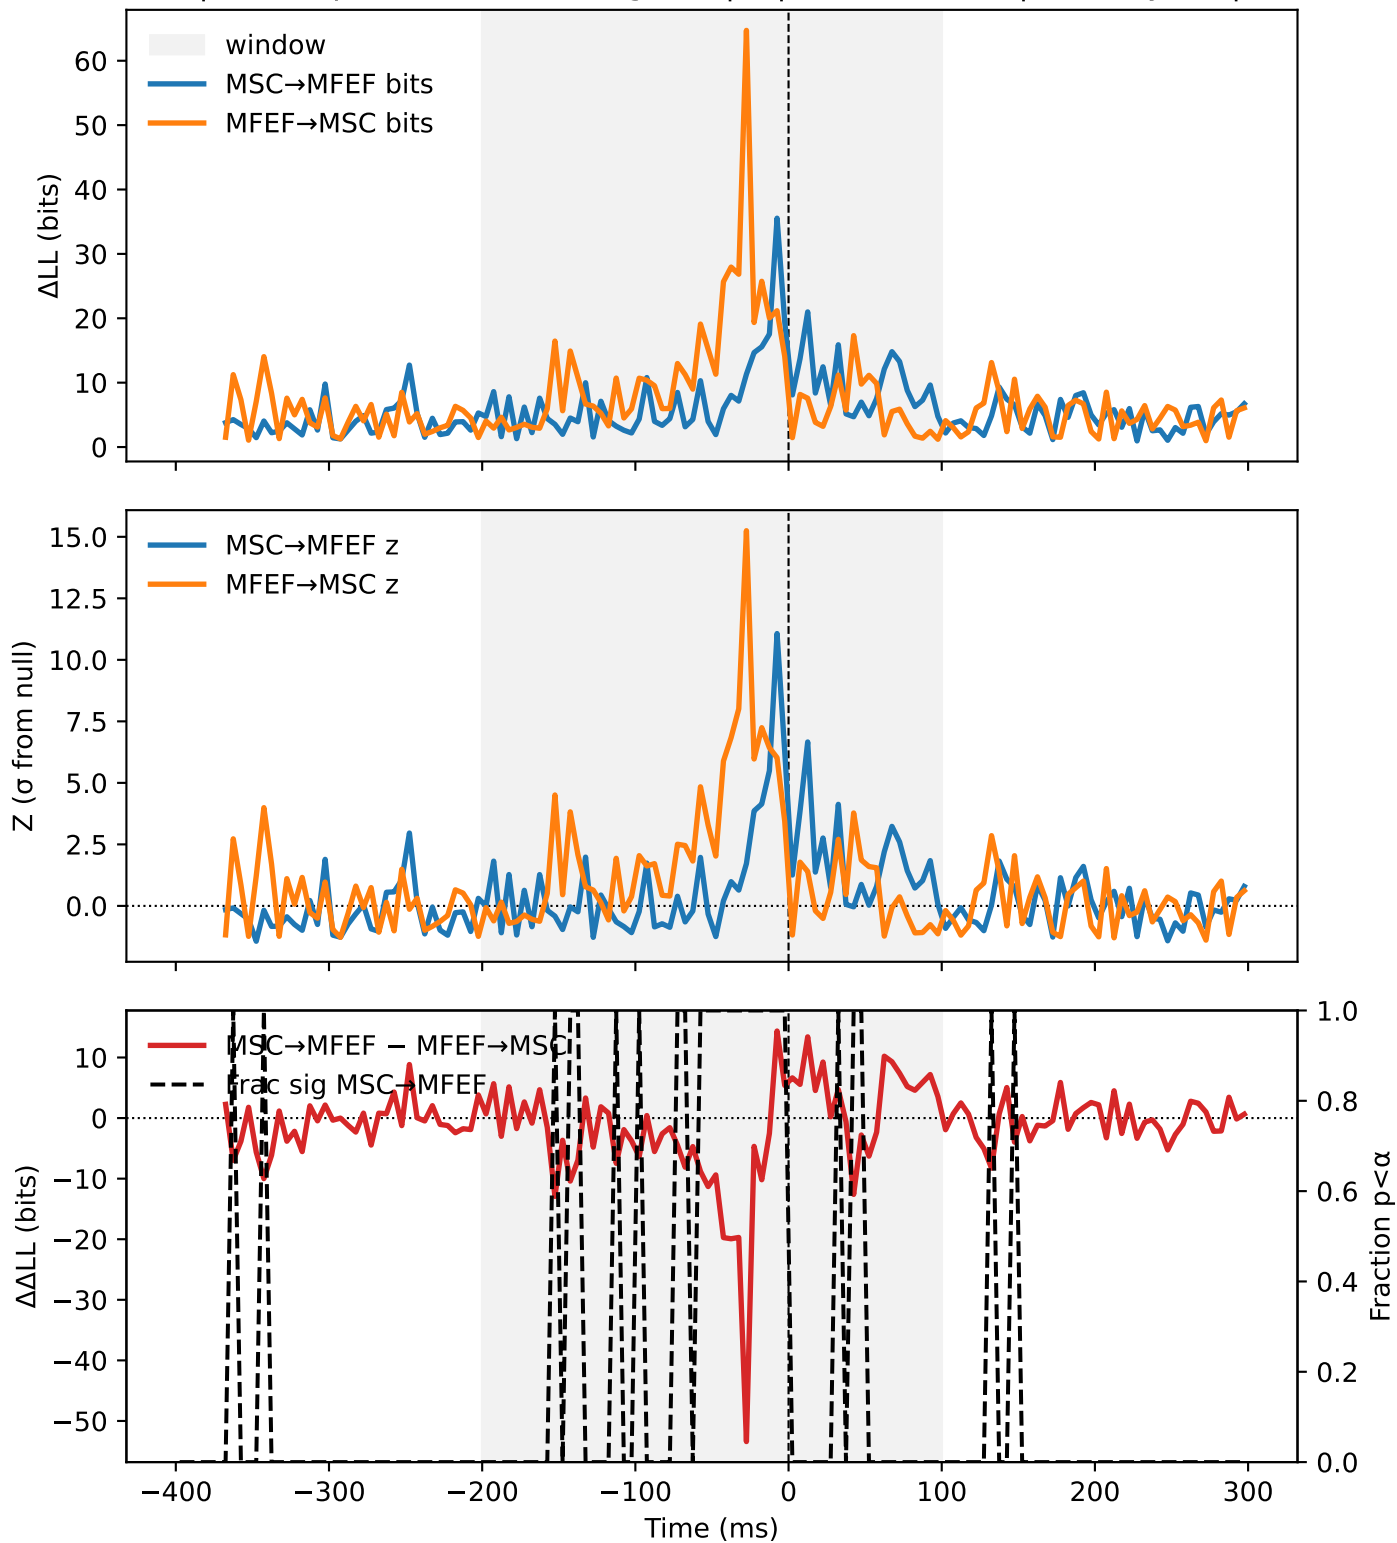 window
MSC→MFEF bits
MFEF→MSC bits
60
50
40
30
20
10
0
ΔLL (bits)
MSC→MFEF z
MFEF→MSC z
15.0
12.5
10.0
7.5
5.0
2.5
0.0
Z (σ from null)
MSC→MFEF − MFEF→MSC
Frac sig MSC→MFEF
10
0
−10
−20
−30
−40
−50
ΔΔLL (bits)
1.0
0.8
0.6
0.4
0.2
0.0
Fraction p<α
−400
−300
−200
−100
0
100
200
300
Time (ms)